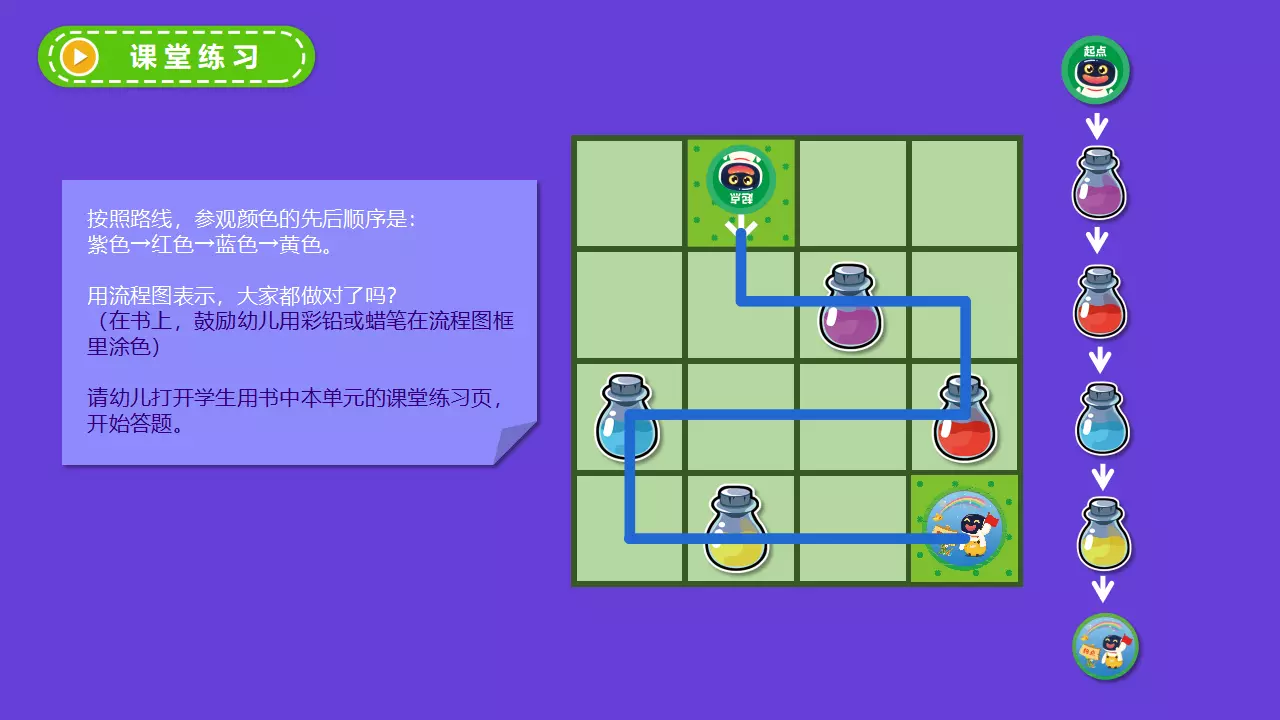 课堂练习
按照路线，参观颜色的先后顺序是：
紫色→红色→蓝色→黄色。
用流程图表示，大家都做对了吗？
（在书上，鼓励幼儿用彩铅或蜡笔在流程图框
里涂色）
请幼儿打开学生用书中本单元的课堂练习页，
开始答题。
起点
起点